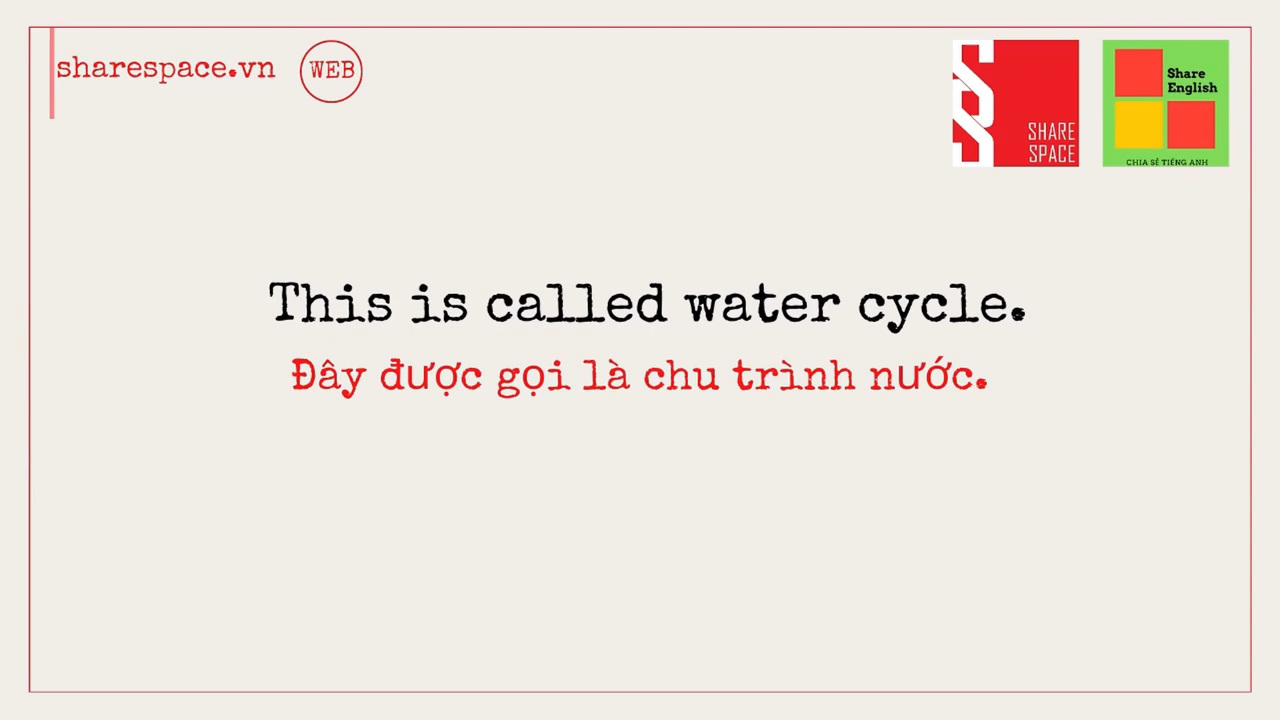 sharespace.vn
WEB
SHARE
SPACE
Share
English
CHIA SẺ TIẾNG ANH
This is called water cycle.
Đây được gọi là chu trình nước.